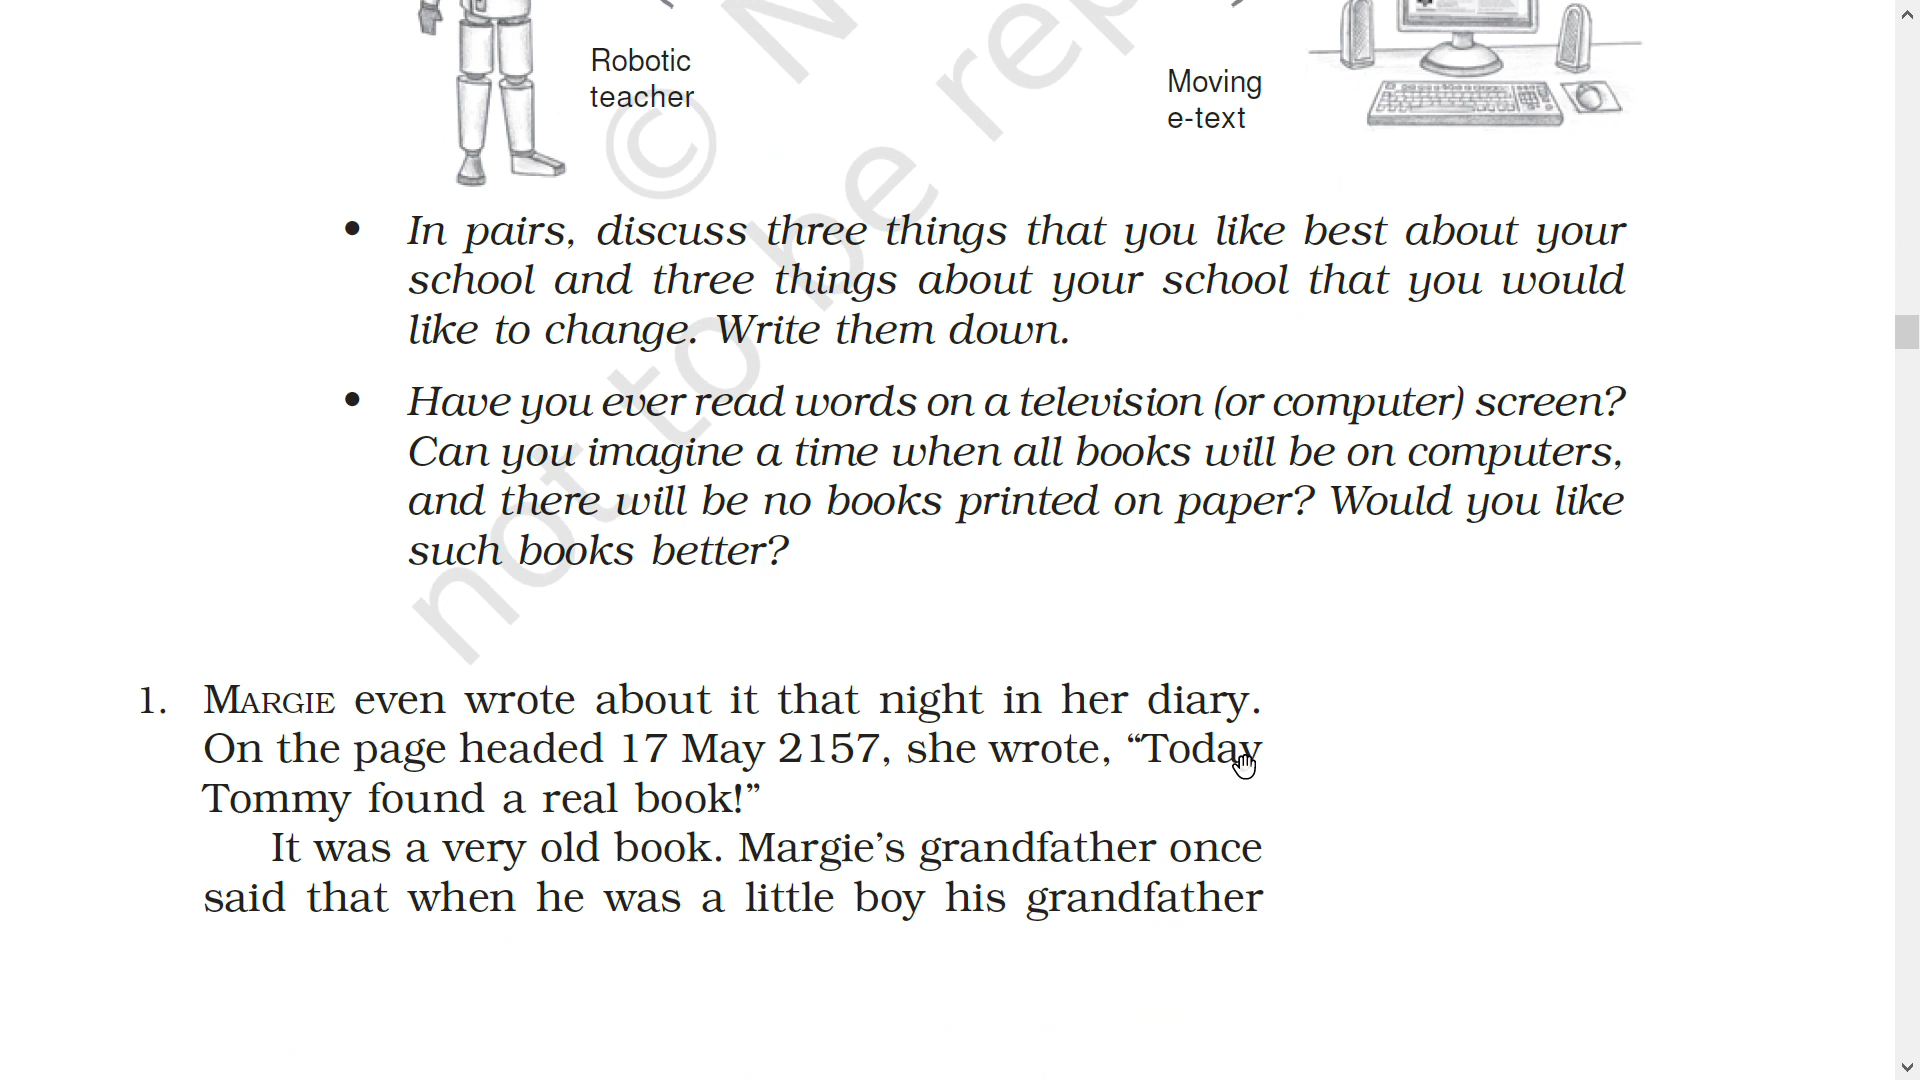 Robotic
teacher
Moving
e-text
• In pairs, discuss three things that you like best about your
school and three things about your school that you would
like to change. Write them down.
• Have you ever read words on a television (or computer) screen?
Can you imagine a time when all books will be on computers,
and there will be no books printed on paper? Would you like
such books better?
1. MARGIE even wrote about it that night in her diary.
On the page headed 17 May 2157, she wrote, “Today
Tommy found a real book!”
It was a very old book. Margie’s grandfather once
said that when he was a little boy his grandfather
© N
not to be rep